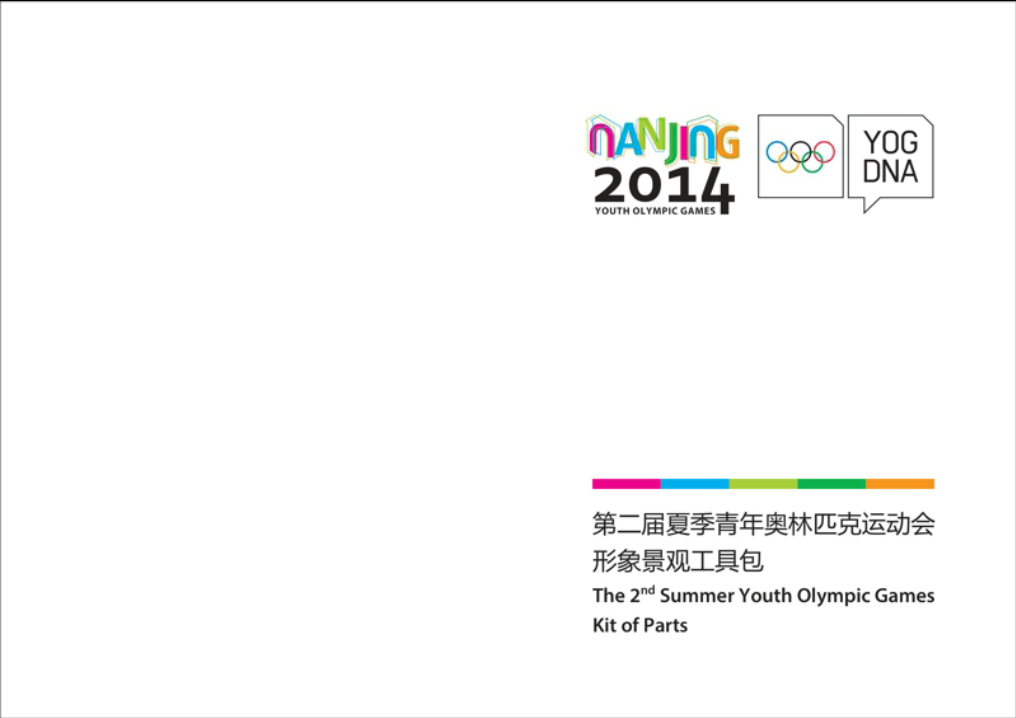 NANJING
2014
YOUTH OLYMPIC GAMES
YOG
DNA
第二届夏季青年奥林匹克运动会
形象景观工具包
The 2nd Summer Youth Olympic Games
Kit of Parts